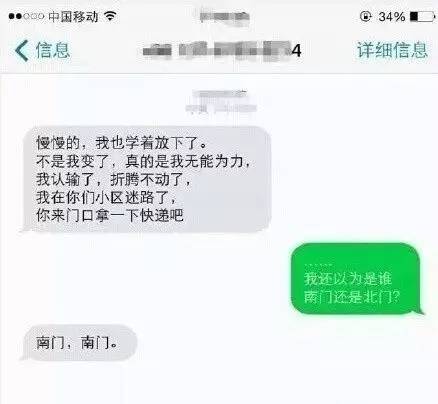 中国移动
34%
信息
4
详细信息
慢慢的，我也学着放下了。
不是我变了，真的是我无能为力，
我认输了，折腾不动了，
我在你们小区迷路了，
你来门口拿一下快递吧
……
我还以为是谁
南门还是北门？
南门，南门。